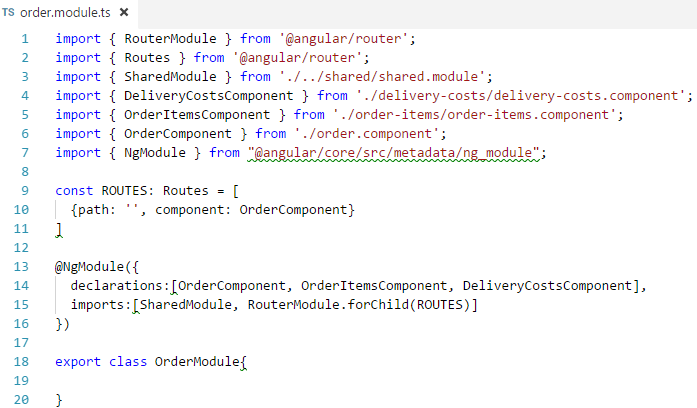 TS order.module.ts ×
1 import { RouterModule } from '@angular/router';
2 import { Routes } from '@angular/router';
3 import { SharedModule } from './../shared/shared.module';
4 import { DeliveryCostsComponent } from './delivery-costs/delivery-costs.component';
5 import { OrderItemsComponent } from './order-items/order-items.component';
6 import { OrderComponent } from './order.component';
7 import { NgModule } from "@angular/core/src/metadata/ng_module";
8
9 const ROUTES: Routes = [
10   {path: '', component: OrderComponent}
11 ]
12
13 @NgModule({
14   declarations:[OrderComponent, OrderItemsComponent, DeliveryCostsComponent],
15   imports:[SharedModule, RouterModule.forChild(ROUTES)]
16 })
17
18 export class OrderModule{
19
20 }